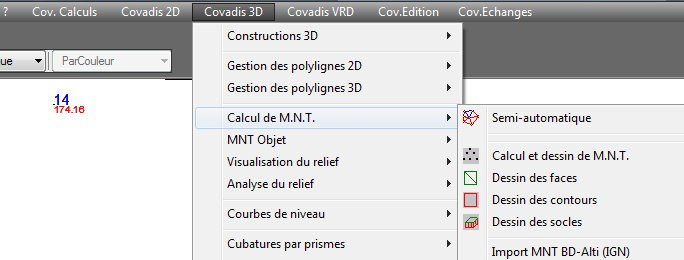 ? Cov. Calculs Covadis 2D Covadis 3D Covadis VRD Cov.Edition Cov.Echanges
que ParCouleur
Constructions 3D
Gestion des polylignes 2D
Gestion des polylignes 3D
14
174.16
Calcul de M.N.T.
MNT Objet
Visualisation du relief
Analyse du relief
Courbes de niveau
Cubatures par prismes
Semi-automatique
Calcul et dessin de M.N.T.
Dessin des faces
Dessin des contours
Dessin des socles
Import MNT BD-Alti (IGN)